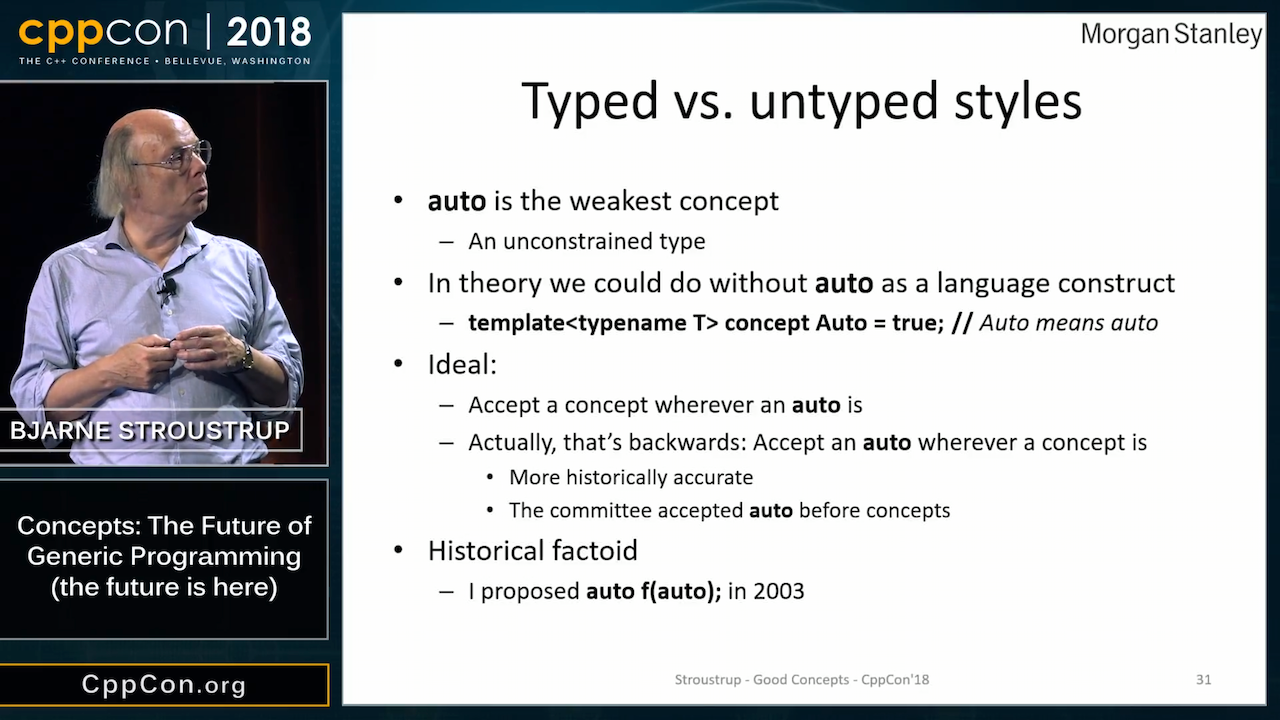 cppcon | 2018
THE C++ CONFERENCE • BELLEVUE, WASHINGTON
BJARNE STROUSTRUP
Concepts: The Future of
Generic Programming
(the future is here)
CppCon.org
Morgan Stanley
Typed vs. untyped styles
• auto is the weakest concept
– An unconstrained type
• In theory we could do without auto as a language construct
– template<typename T> concept Auto = true; // Auto means auto
• Ideal:
– Accept a concept wherever an auto is
– Actually, that’s backwards: Accept an auto wherever a concept is
• More historically accurate
• The committee accepted auto before concepts
• Historical factoid
– I proposed auto f(auto); in 2003
Stroustrup - Good Concepts - CppCon'18
31